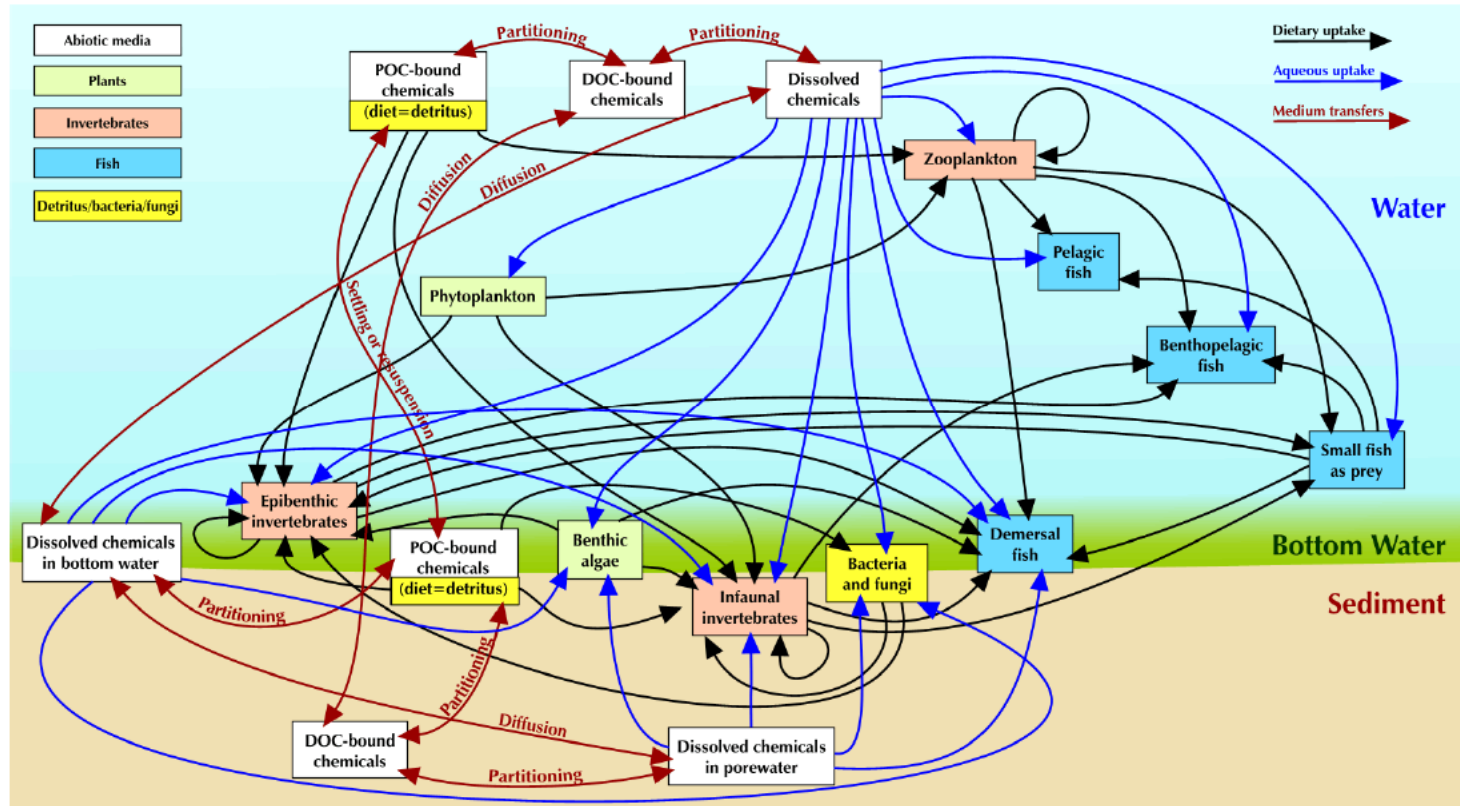 Abiotic media
Plants
Invertebrates
Fish
Detritus/bacteria/fungi
Partitioning
Partitioning
POC-bound
chemicals
(diet=detritus)
DOC-bound
chemicals
Dissolved
chemicals
Dietary uptake
Aqueous uptake
Medium transfers
Diffusion
Diffusion
Zooplankton
Water
Pelagic
fish
Phytoplankton
Settling or resuspension
Benthopelagic
fish
Small fish
as prey
Epibenthic
invertebrates
Dissolved chemicals
in bottom water
POC-bound
chemicals
(diet=detritus)
Benthic
algae
Bacteria
and fungi
Demersal
fish
Bottom Water
Infaunal
invertebrates
Sediment
Partitioning
Partitioning
Diffusion
DOC-bound
chemicals
Partitioning
Dissolved chemicals
in porewater